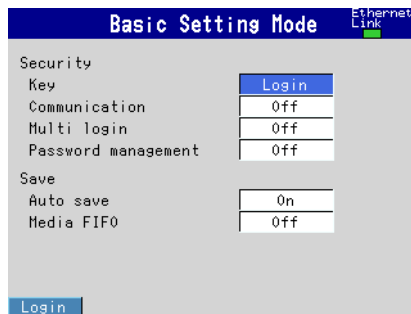 Basic Setting Mode
Ethernet
Link
Security
Key Login
Communication Off
Multi login Off
Password management Off
Save
Auto save On
Media FIFO Off
Login